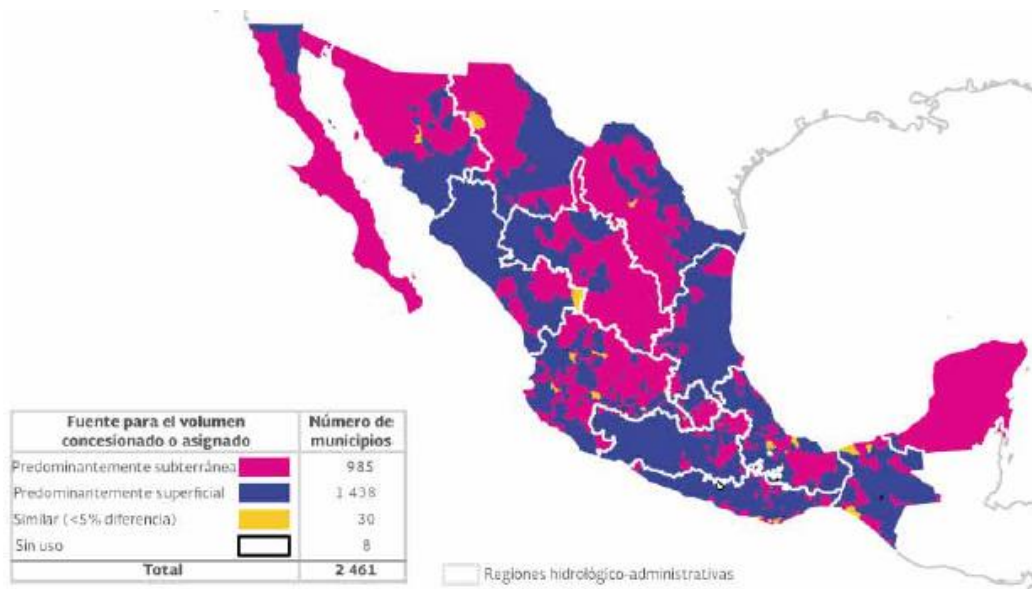 Fuente para el volumen concesionado o asignado
Número de municipios
Predominantemente subterránea 985
Predominantemente superficial 1 438
Similar (<5% diferencia) 30
Sin uso 8
Total 2 461
Regiones hidrológico-administrativas